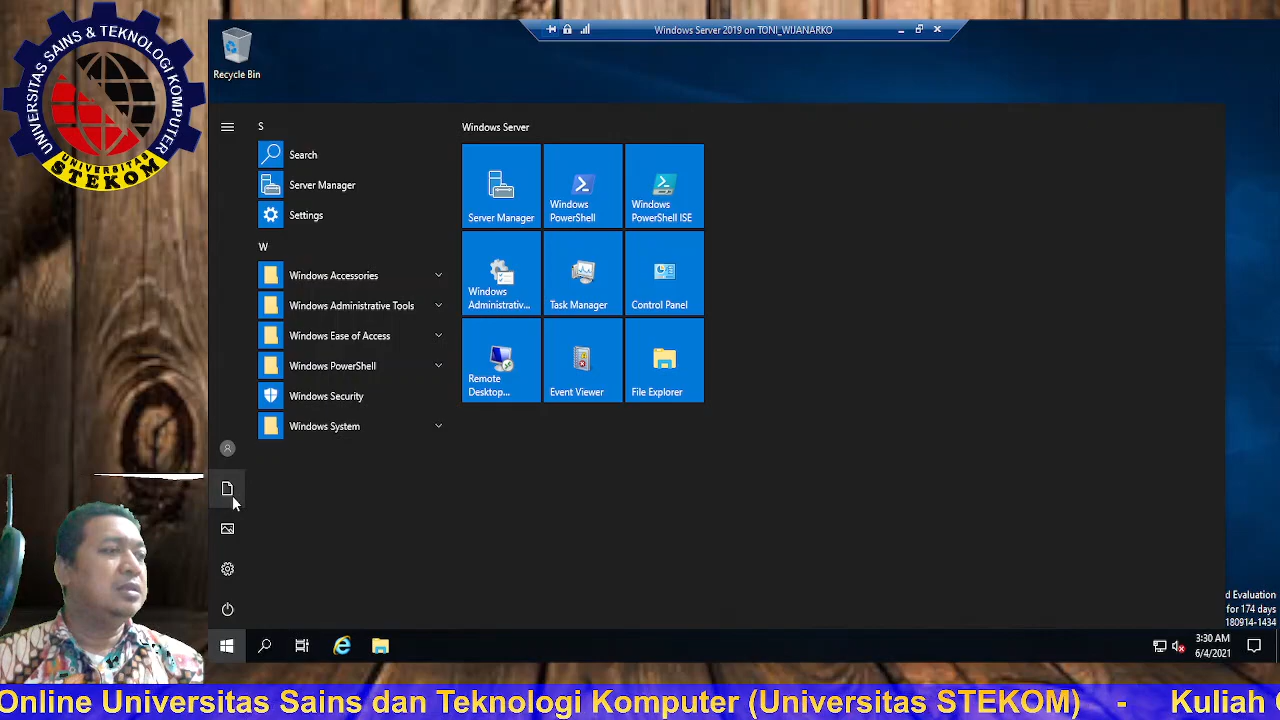 UNIVERSITAS SAINS & TEKNOLOGI KOMPUTER
UNIVERSITAS
STEKOM
Recycle Bin
Windows Server 2019 on TONI_WIJANARKO
S
Search
Server Manager
Settings
W
Windows Accessories
Windows Administrative Tools
Windows Ease of Access
Windows PowerShell
Windows Security
Windows System
Windows Server
Server Manager
Windows PowerShell
Windows PowerShell ISE
Windows Administrativ...
Task Manager
Control Panel
Remote Desktop...
Event Viewer
File Explorer
d Evaluation
for 174 days
180914-1434
3:30 AM
6/4/2021
Online Universitas Sains dan Teknologi Komputer (Universitas STEKOM) - Kuliah